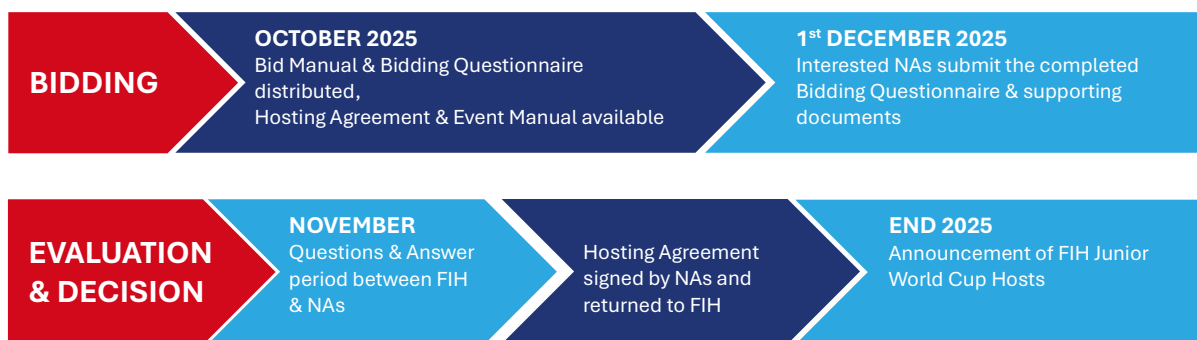 BIDDING
OCTOBER 2025
Bid Manual & Bidding Questionnaire
distributed,
Hosting Agreement & Event Manual available
1st DECEMBER 2025
Interested NAs submit the completed
Bidding Questionnaire & supporting
documents
EVALUATION
& DECISION
NOVEMBER
Questions & Answer
period between FIH
& NAs
Hosting Agreement
signed by NAs and
returned to FIH
END 2025
Announcement of FIH Junior
World Cup Hosts